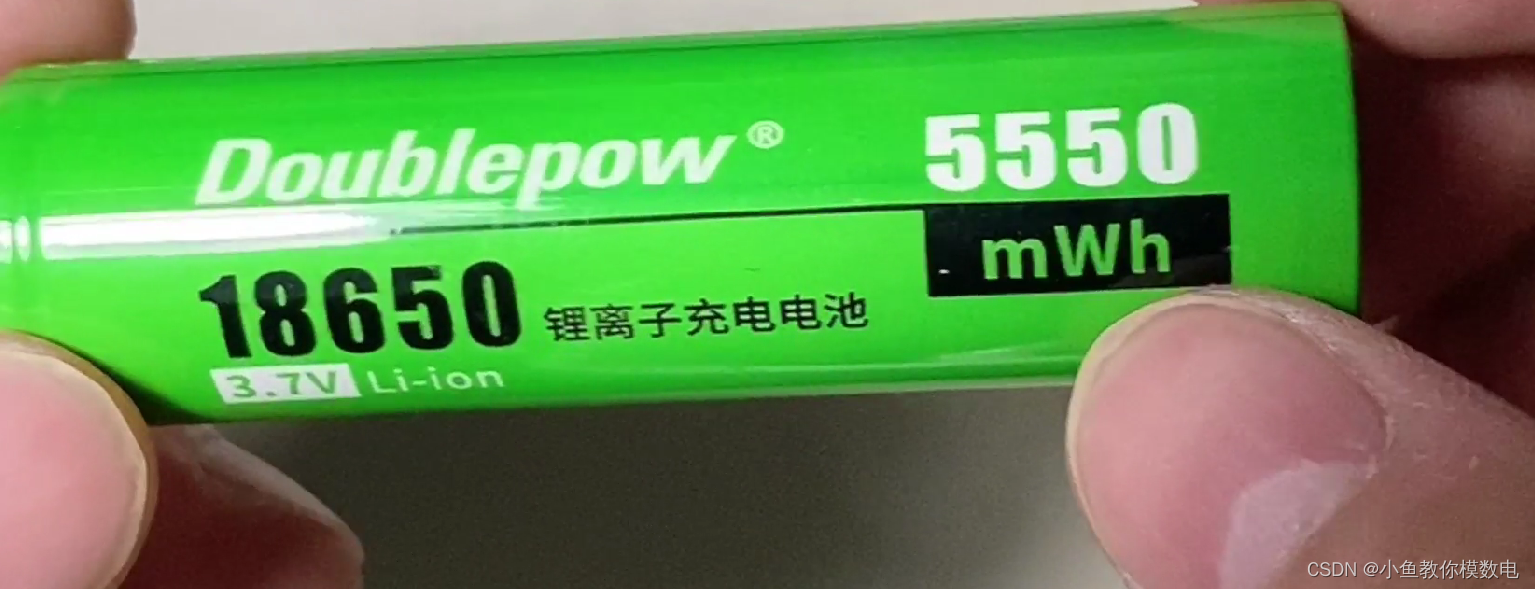 Doublepow®
5550
mWh
18650 锂离子充电电池
3.7V Li-ion
CSDN @小鱼教你模数电